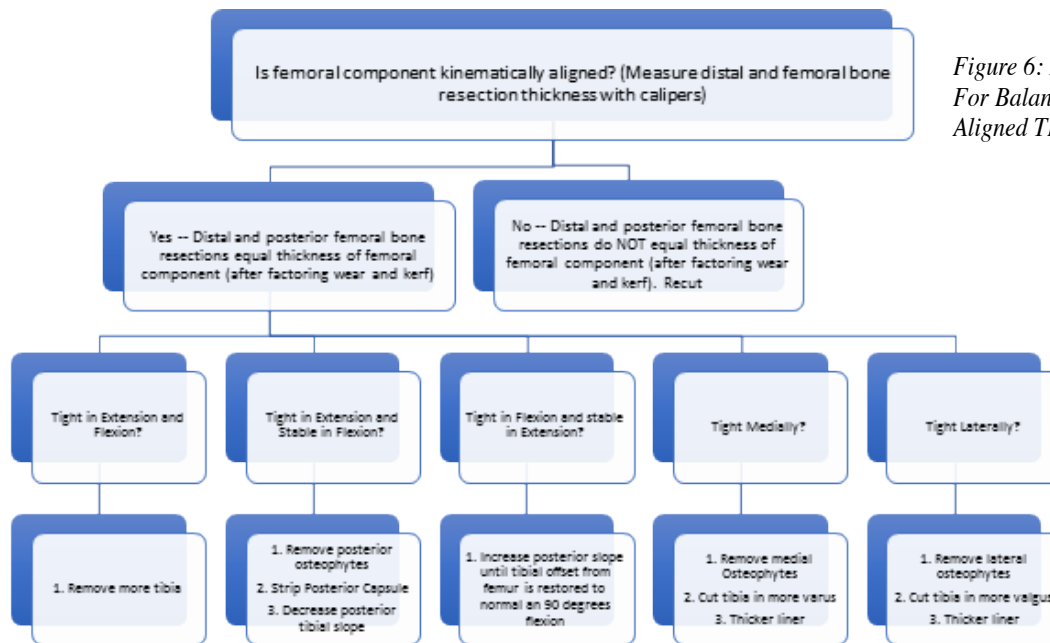 Is femoral component kinematically aligned? (Measure distal and femoral bone
resection thickness with calipers)
Figure 6:
For Balan
Aligned
Yes -- Distal and posterior femoral bone
resections equal thickness of femoral
component (after factoring wear and kerf)
No -- Distal and posterior femoral bone
resections do NOT equal thickness of
femoral component (after factoring wear
and kerf). Recut
Tight in Extension and
Flexion?
Tight in Extension and
Stable in Flexion?
Tight in Flexion and stable
in Extension?
Tight Medially?
Tight Laterally?
1. Remove more tibia
1. Remove posterior
osteophytes
2. Strip Posterior Capsule
3. Decrease posterior
tibial slope
1. Increase posterior slope
until tibial offset from
femur is restored to
normal an 90 degrees
flexion
1. Remove medial
Osteophytes
2. Cut tibia in more varus
3. Thicker liner
1. Remove lateral
osteophytes
2. Cut tibia in more valgus
3. Thicker liner